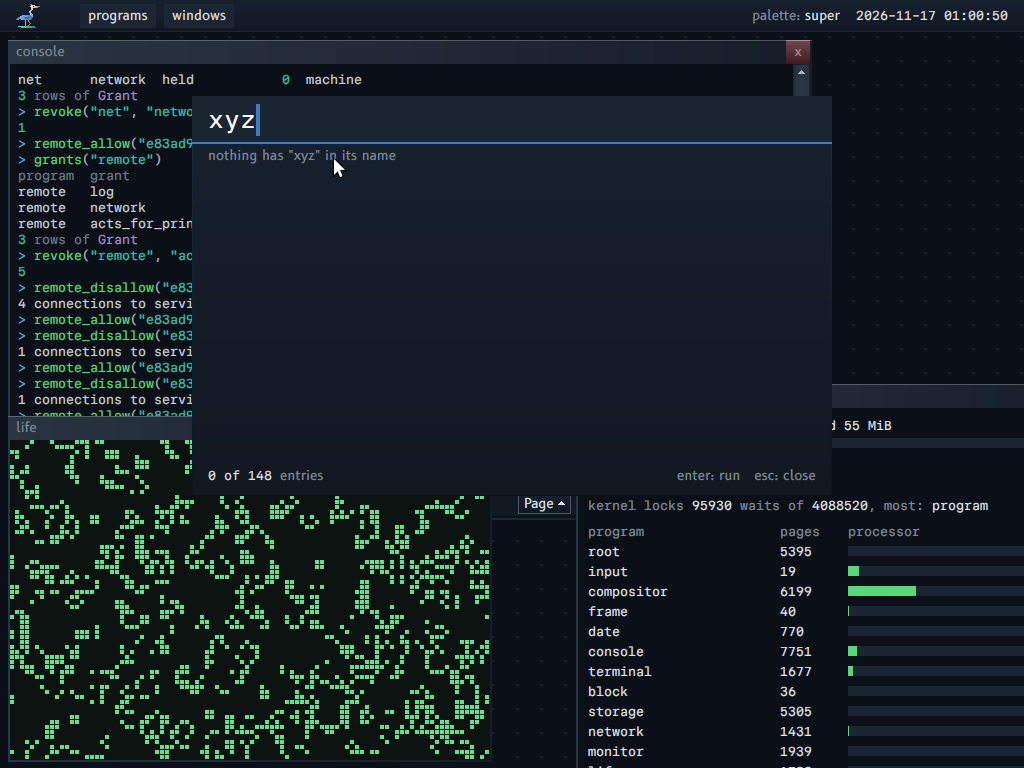 programs windows palette: super 2026-11-17 01:00:50
console x
net network held 0 machine
3 rows of Grant
> revoke("net", "netwo
1
> remote_allow("e83ad9
> grants("remote")
program grant
remote log
remote network
remote acts_for_prin
3 rows of Grant
> revoke("remote", "ac
5
> remote_disallow("e83
4 connections to servi
> remote_allow("e83ad9
> remote_disallow("e83
1 connections to servi
> remote_allow("e83ad9
> remote_disallow("e83
1 connections to servi
> remote_allow("e83ad9
xyz
nothing has "xyz" in its name
0 of 148 entries enter: run esc: close
life
Page
d 55 MiB
kernel locks 95930 waits of 4088520, most: program
program pages processor
root 5395
input 19
compositor 6199
frame 40
date 770
console 7751
terminal 1677
block 36
storage 5305
network 1431
monitor 1939